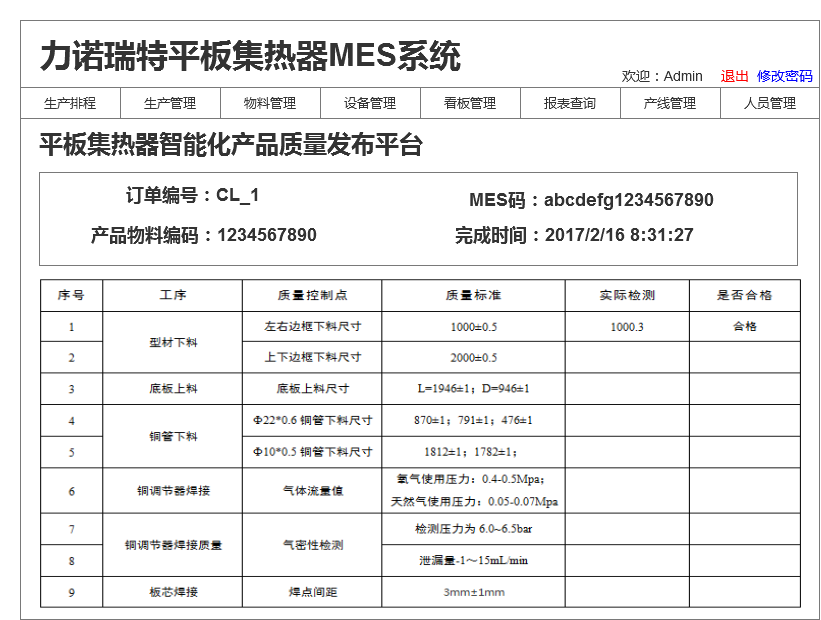 力诺瑞特平板集热器MES系统
欢迎：Admin 退出 修改密码
生产排程 生产管理 物料管理 设备管理 看板管理 报表查询 产线管理 人员管理
平板集热器智能化产品质量发布平台
订单编号：CL_1 MES码：abcdefg1234567890
产品物料编码：1234567890 完成时间：2017/2/16 8:31:27
序号 工序 质量控制点 质量标准 实际检测 是否合格
1 型材下料 左右边框下料尺寸 1000±0.5 1000.3 合格
2 上下边框下料尺寸 2000±0.5
3 底板上料 底板上料尺寸 L=1946±1；D=946±1
4 铜管下料 Φ22*0.6 铜管下料尺寸 870±1；791±1；476±1
5 Φ10*0.5 铜管下料尺寸 1812±1；1782±1；
6 铜调节器焊接 气体流量值 氧气使用压力：0.4-0.5Mpa；
天然气使用压力：0.05-0.07Mpa
7 铜调节器焊接质量 气密性检测 检测压力为 6.0~6.5bar
8 泄漏量-1～15mL/min
9 板芯焊接 焊点间距 3mm±1mm